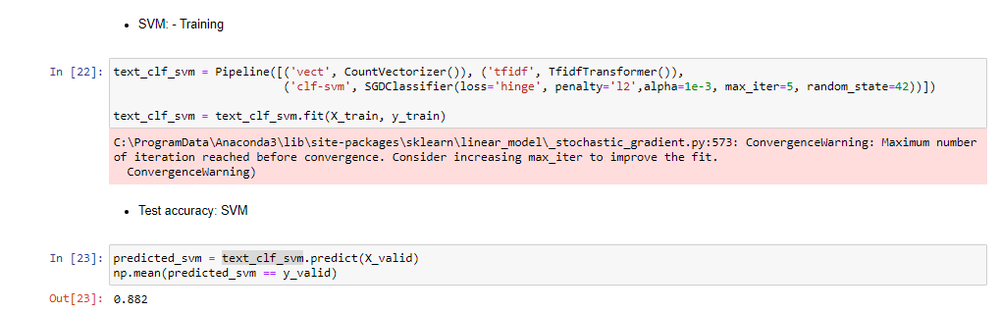 • SVM: - Training
In [22]: text_clf_svm = Pipeline([('vect', CountVectorizer()), ('tfidf', TfidfTransformer()),
('clf-svm', SGDClassifier(loss='hinge', penalty='l2',alpha=1e-3, max_iter=5, random_state=42))])
text_clf_svm = text_clf_svm.fit(X_train, y_train)
C:\ProgramData\Anaconda3\lib\site-packages\sklearn\linear_model\_stochastic_gradient.py:573: ConvergenceWarning: Maximum number
of iteration reached before convergence. Consider increasing max_iter to improve the fit.
ConvergenceWarning)
• Test accuracy: SVM
In [23]: predicted_svm = text_clf_svm.predict(X_valid)
np.mean(predicted_svm == y_valid)
Out[23]: 0.882